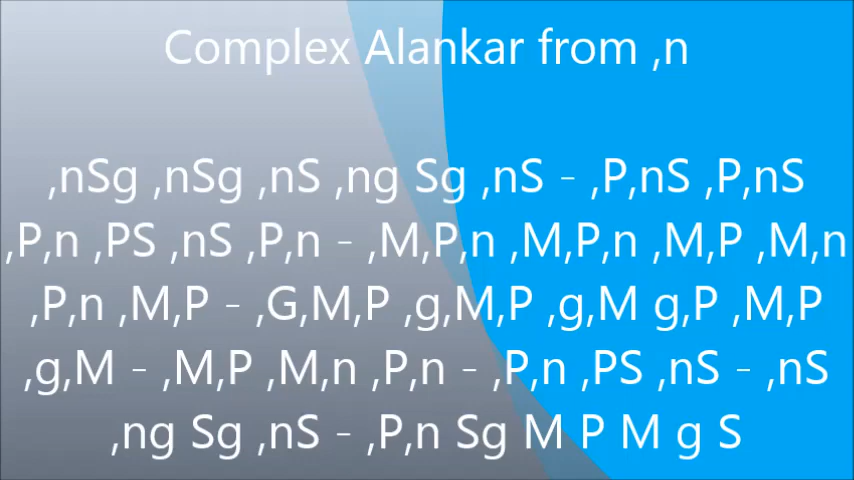 Complex Alankar from ,n
,nSg ,nSg ,nS ,ng Sg ,nS - ,P,nS ,P,nS
,P,n ,PS ,nS ,P,n - ,M,P,n ,M,P,n ,M,P ,M,n
,P,n ,M,P - ,G,M,P ,g,M,P ,g,M g,P ,M,P
,g,M - ,M,P ,M,n ,P,n - ,P,n ,PS ,nS - ,nS
,ng Sg ,nS - ,P,n Sg M P M g S